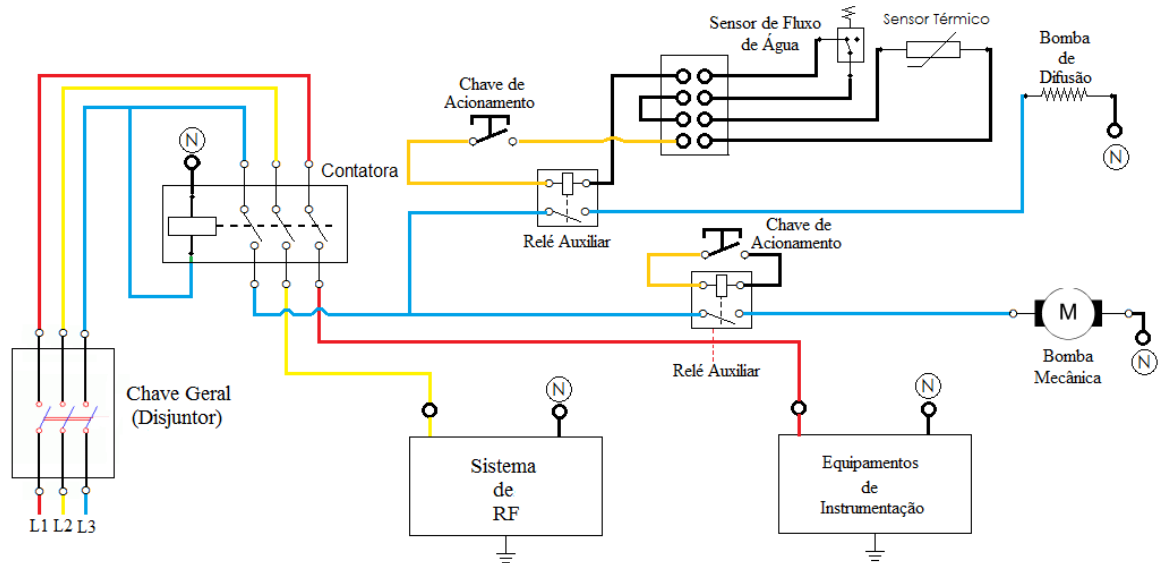 Sensor de Fluxo
de Água
Sensor Térmico
Bomba
de
Difusão
Chave de
Acionamento
N
Contatora
N
Relé Auxiliar
Chave de
Acionamento
M
N
Bomba
Mecânica
Relé Auxiliar
Chave Geral
(Disjuntor)
N
N
Sistema
de
RF
Equipamentos
de
Instrumentação
L1 L2 L3